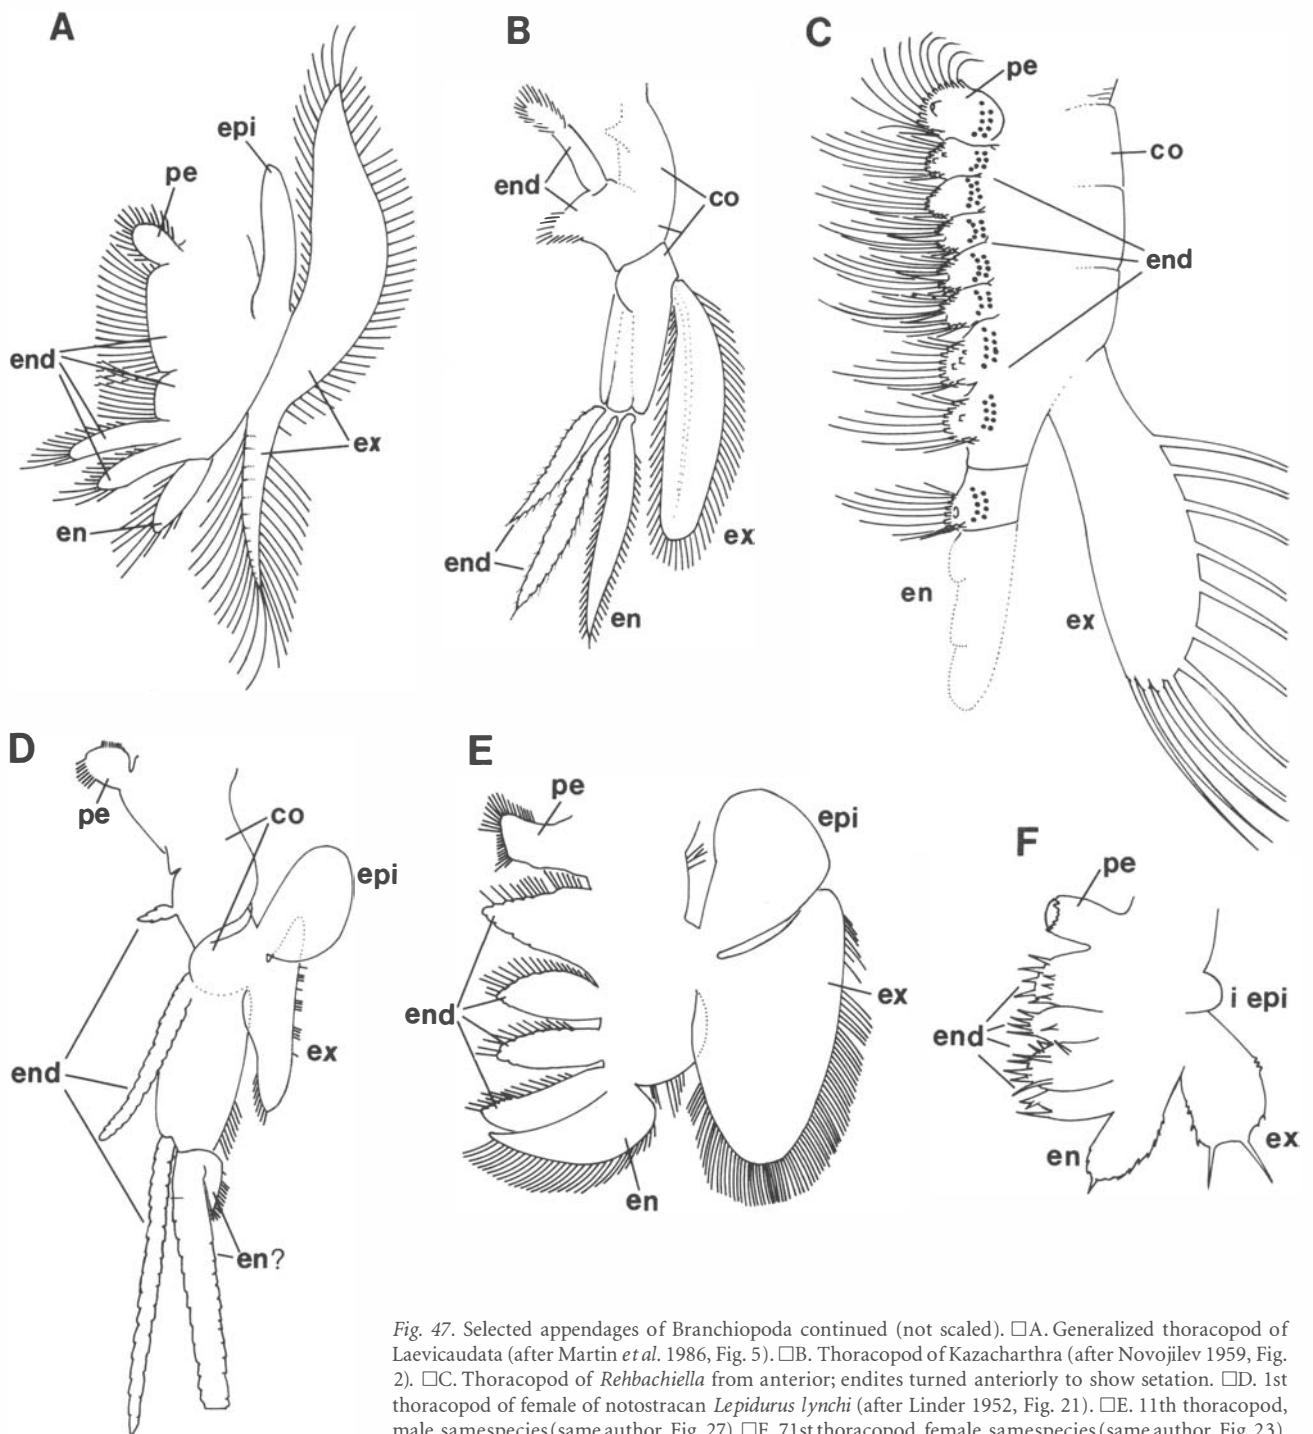 A
B
C
epi
pe
pe
co
end
co
end
end
ex
en
ex
end
en
en
ex
D
E
pe
epi
F
pe
co
pe
epi
i epi
end
ex
end
end
ex
en
ex
en
en?
Fig. 47. Selected appendages of Branchiopoda continued (not scaled). □A. Generalized thoracopod of
Laevicaudata (after Martin et al. 1986, Fig. 5). □B. Thoracopod of Kazacharthra (after Novojilev 1959, Fig.
2). □C. Thoracopod of Rehbachiella from anterior; endites turned anteriorly to show setation. □D. 1st
thoracopod of female of notostracan Lepidurus lynchi (after Linder 1952, Fig. 21). □E. 11th thoracopod,
male, same species (same author, Fig. 27). □F. 71st thoracopod, female, same species (same author, Fig. 23).